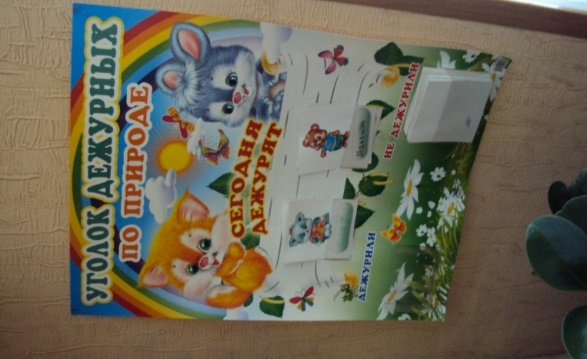 УГОЛОК ДЕЖУРНЫХ
ПО ПРИРОДЕ
СЕГОДНЯ
ДЕЖУРЯТ
ДЕЖУРИЛИ
НЕ ДЕЖУРИЛИ